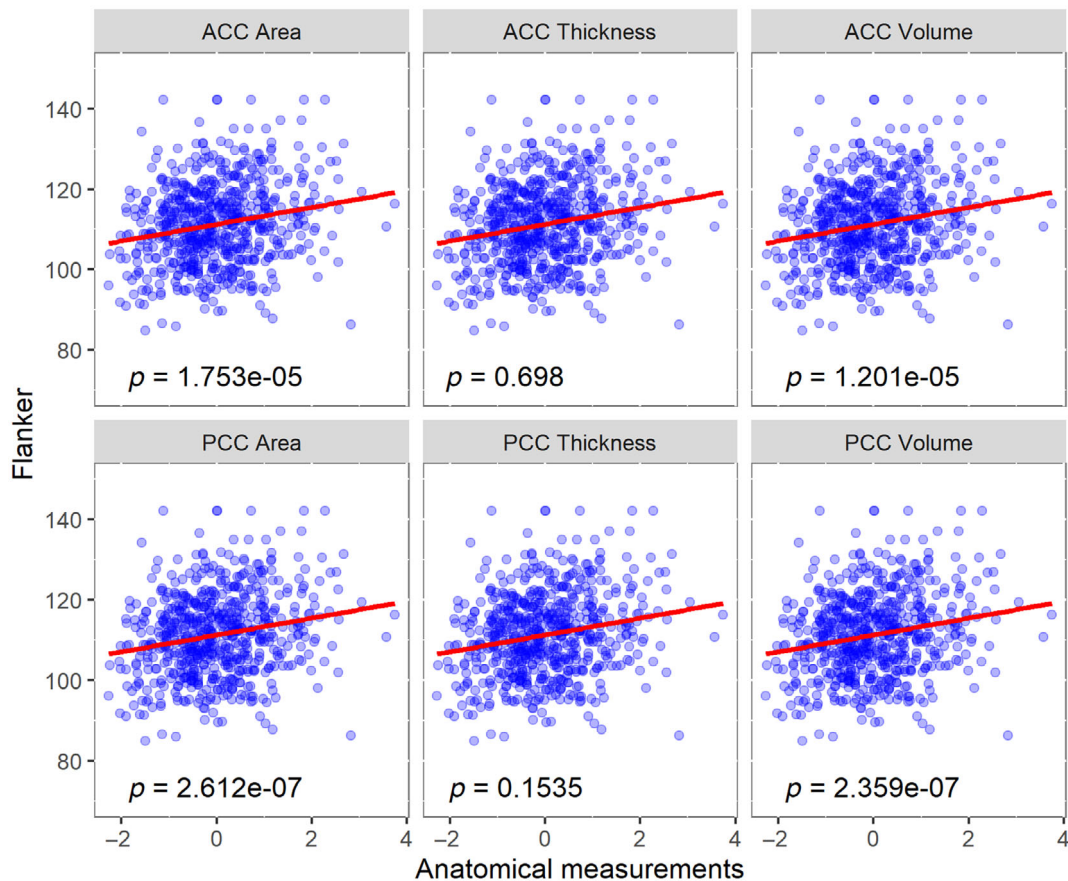 ACC Area
ACC Thickness
ACC Volume
140
120
100
80
p = 1.753e-05
p = 0.698
p = 1.201e-05
Flanker
PCC Area
PCC Thickness
PCC Volume
140
120
100
80
p = 2.612e-07
p = 0.1535
p = 2.359e-07
−2 0 2 4 −2 0 2 4 −2 0 2 4
Anatomical measurements